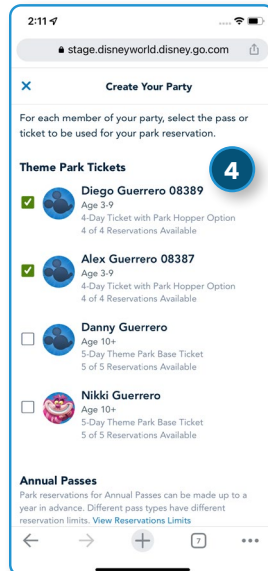 2:11
stage.disneyworld.disney.go.com
Create Your Party
For each member of your party, select the pass or
ticket to be used for your park reservation.
Theme Park Tickets
4
Diego Guerrero 08389
Age 3-9
4-Day Ticket with Park Hopper Option
4 of 4 Reservations Available
Alex Guerrero 08387
Age 3-9
4-Day Ticket with Park Hopper Option
4 of 4 Reservations Available
Danny Guerrero
Age 10+
5-Day Theme Park Base Ticket
5 of 5 Reservations Available
Nikki Guerrero
Age 10+
5-Day Theme Park Base Ticket
5 of 5 Reservations Available
Annual Passes
Park reservations for Annual Passes can be made up to a
year in advance. Different pass types have different
reservation limits. View Reservations Limits
7